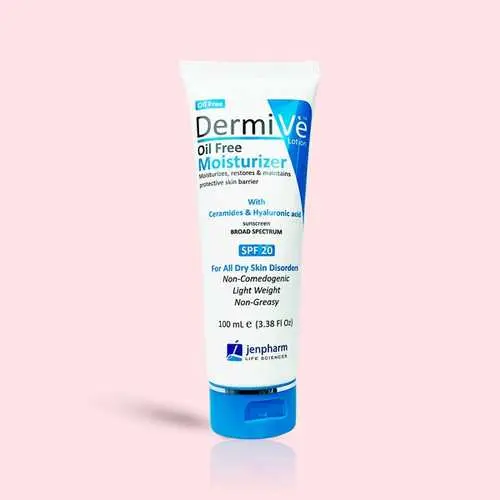 Oil Free
DermiVe™
Lotion
Oil Free
Moisturizer
Moisturizes, restores & maintains
protective skin barrier
With
Ceramides & Hyaluronic acid
sunscreen
BROAD SPECTRUM
SPF 20
For All Dry Skin Disorders
Non-Comedogenic
Light Weight
Non-Greasy
100 mL ℮ (3.38 Fl Oz)
jenpharm
LIFE SCIENCES